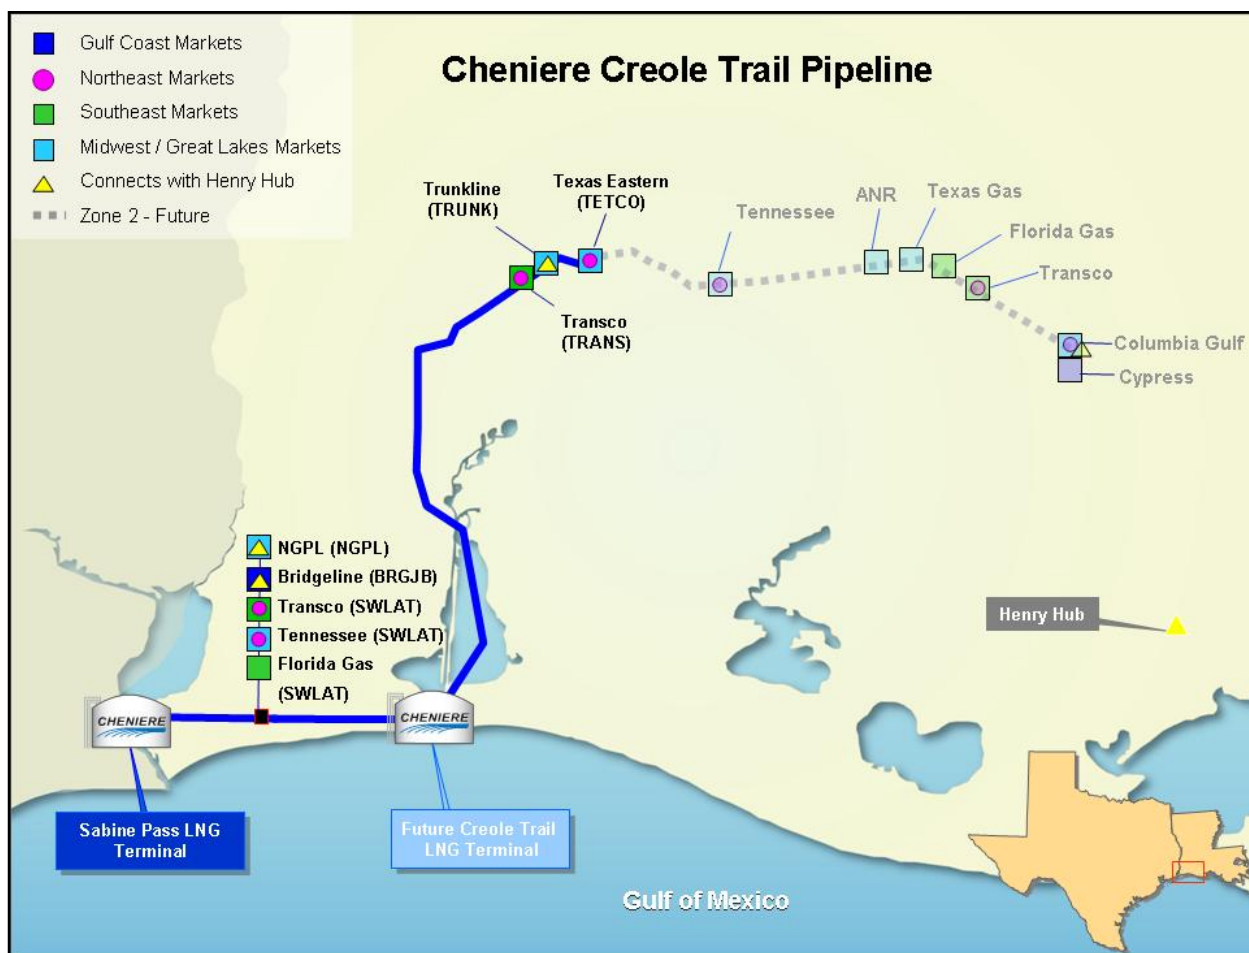 Cheniere Creole Trail Pipeline
Gulf Coast Markets
Northeast Markets
Southeast Markets
Midwest / Great Lakes Markets
Connects with Henry Hub
Zone 2 - Future
Trunkline
(TRUNK)
Texas Eastern
(TETCO)
Transco
(TRANS)
Tennessee
ANR
Texas Gas
Florida Gas
Transco
Columbia Gulf
Cypress
NGPL (NGPL)
Bridgeline (BRGJB)
Transco (SWLAT)
Tennessee (SWLAT)
Florida Gas
(SWLAT)
Henry Hub
CHENIERE
CHENIERE
Sabine Pass LNG
Terminal
Future Creole Trail
LNG Terminal
Gulf of Mexico